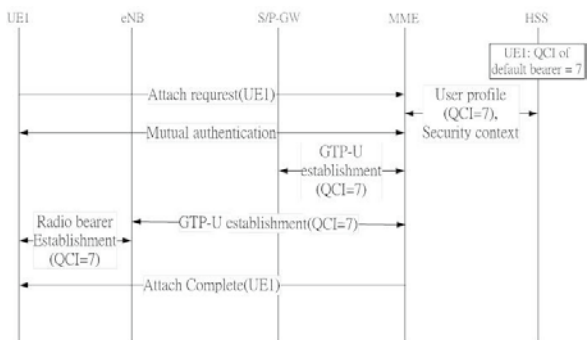 UE1
eNB
S/P-GW
MME
HSS
UE1: QCI of
default bearer = 7
Attach requrest(UE1)
User profile
(QCI=7),
Security context
Mutual authentication
GTP-U
establishment
(QCI=7)
GTP-U establishment(QCI=7)
Radio bearer
Establishment
(QCI=7)
Attach Complete(UE1)